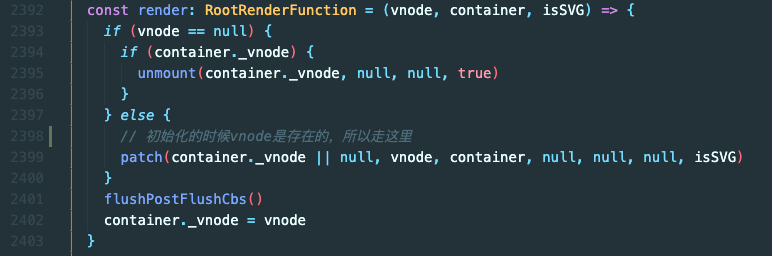 2392 const render: RootRenderFunction = (vnode, container, isSVG) => {
2393 if (vnode == null) {
2394 if (container._vnode) {
2395 unmount(container._vnode, null, null, true)
2396 }
2397 } else {
2398 // 初始化的时候vnode是存在的，所以走这里
2399 patch(container._vnode || null, vnode, container, null, null, null, isSVG)
2400 }
2401 flushPostFlushCbs()
2402 container._vnode = vnode
2403 }